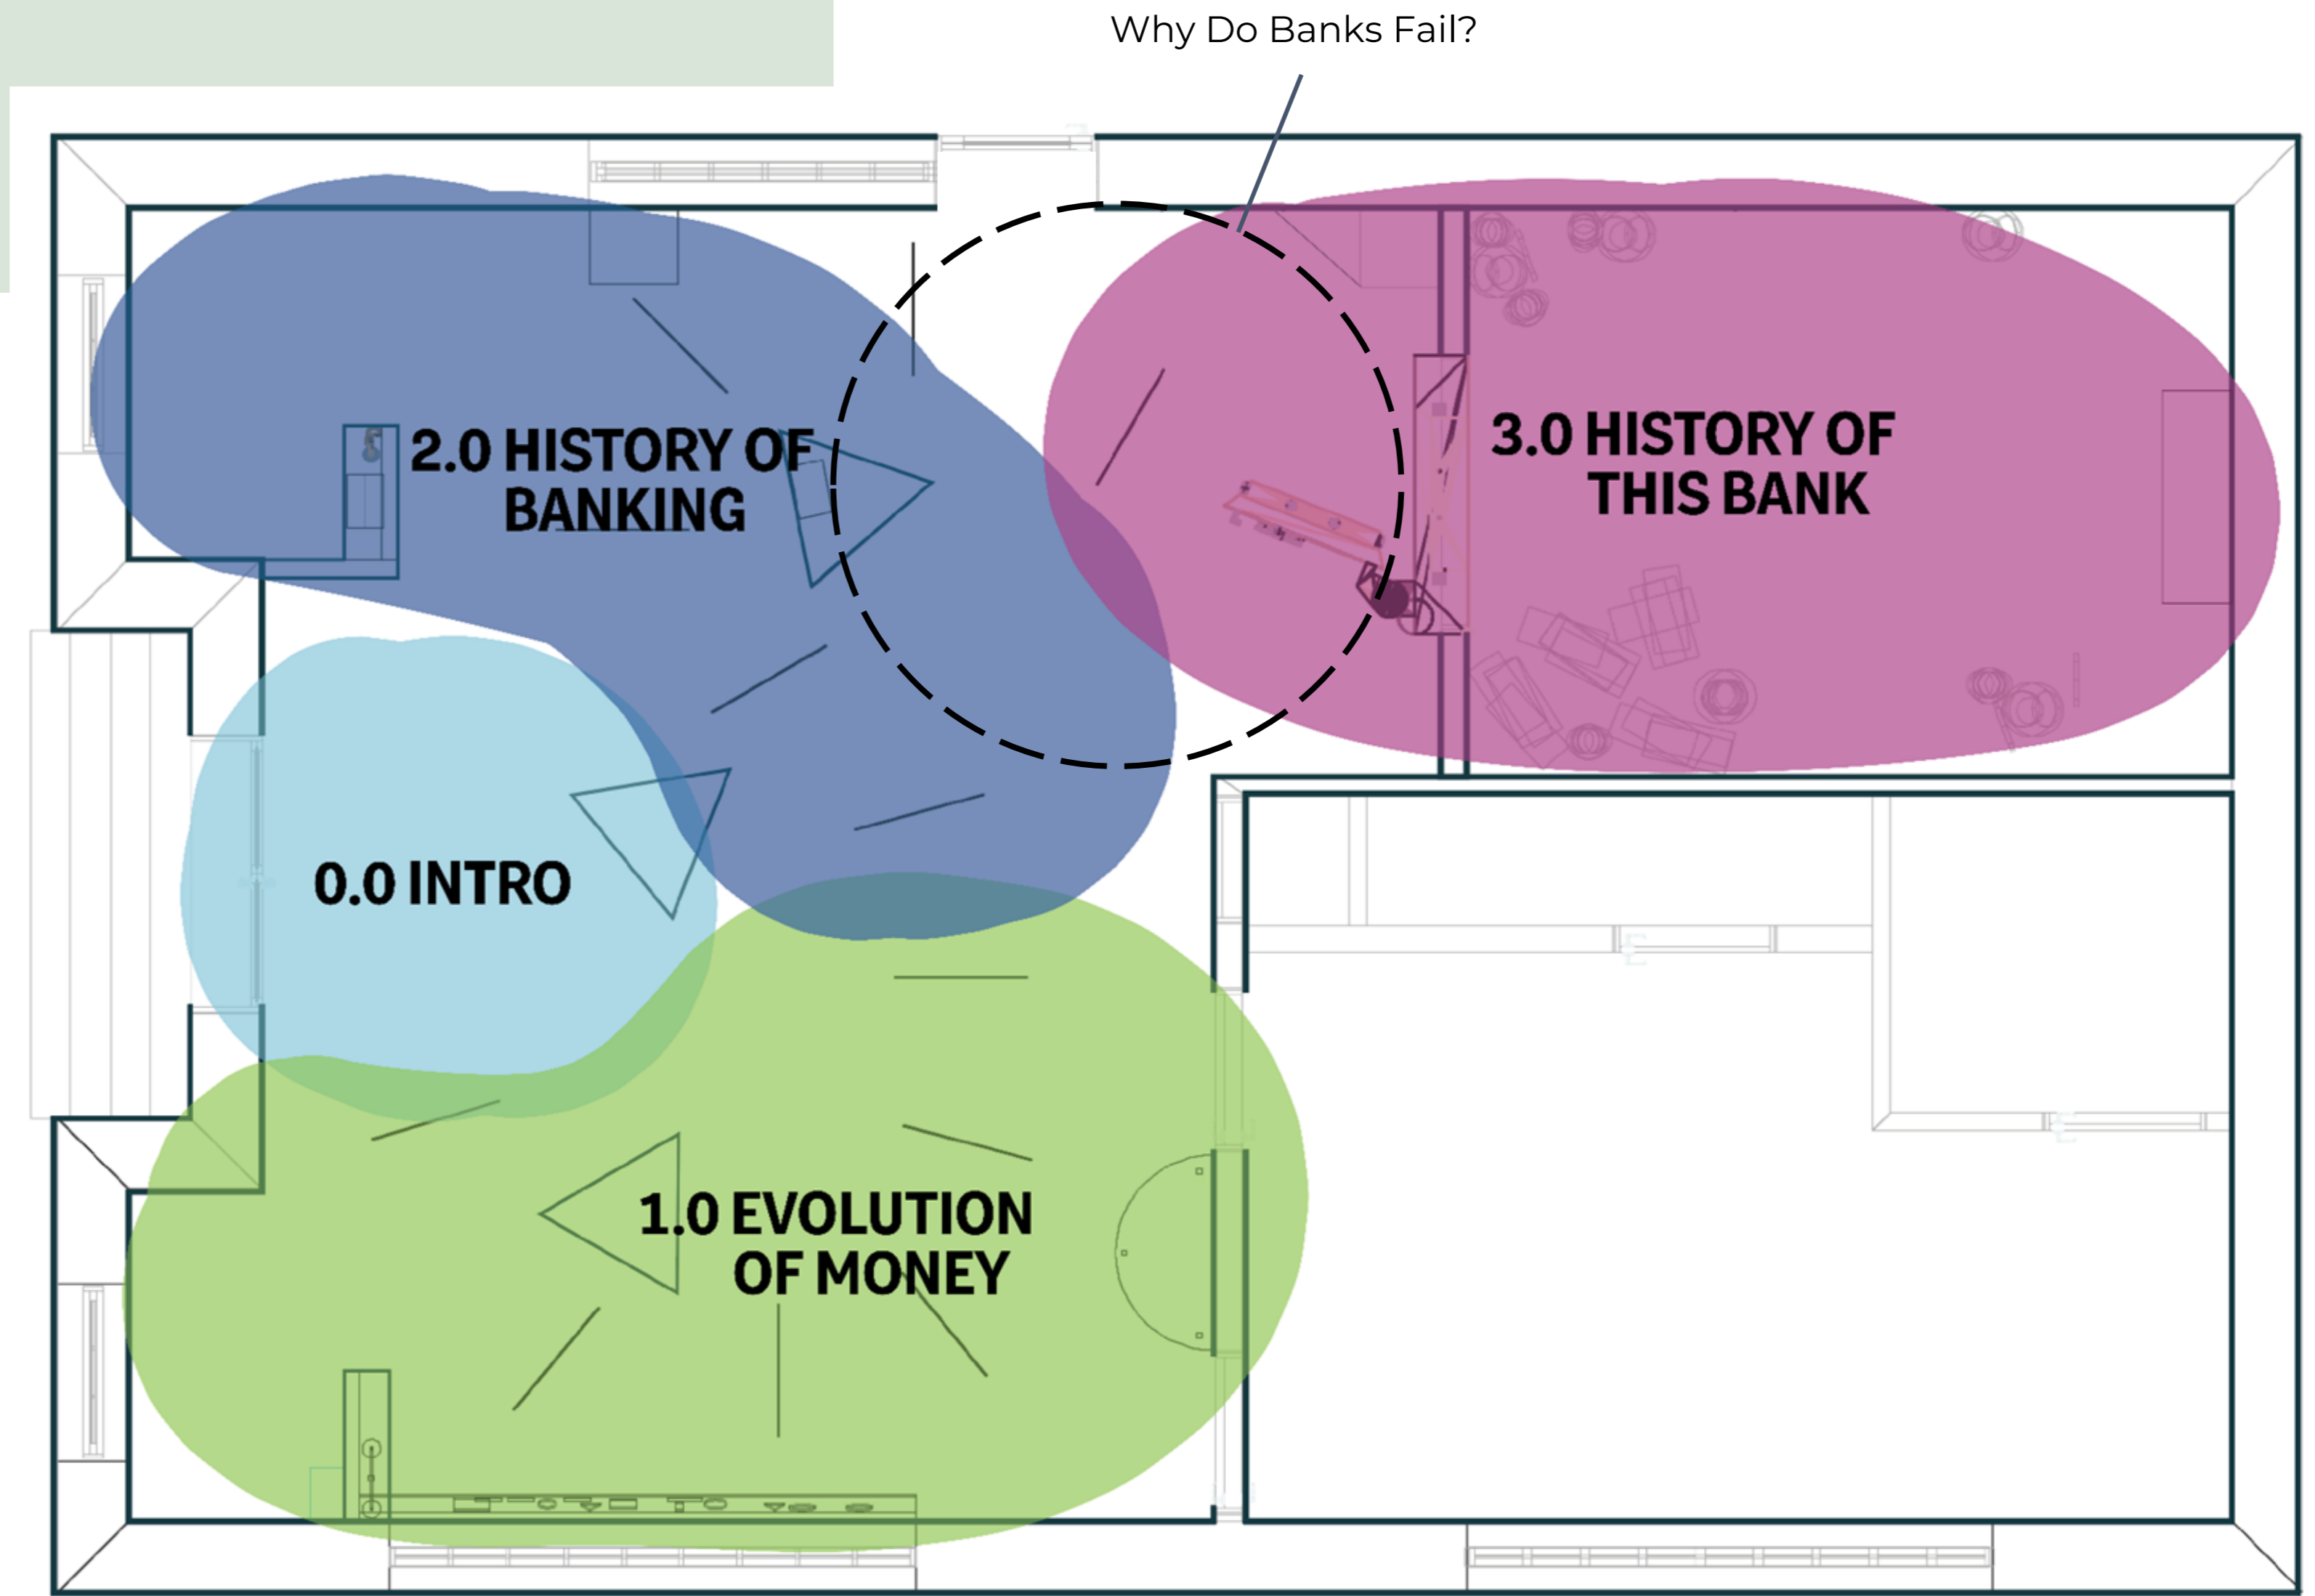 Why Do Banks Fail?
2.0 HISTORY OF
BANKING
3.0 HISTORY OF
THIS BANK
0.0 INTRO
1.0 EVOLUTION
OF MONEY